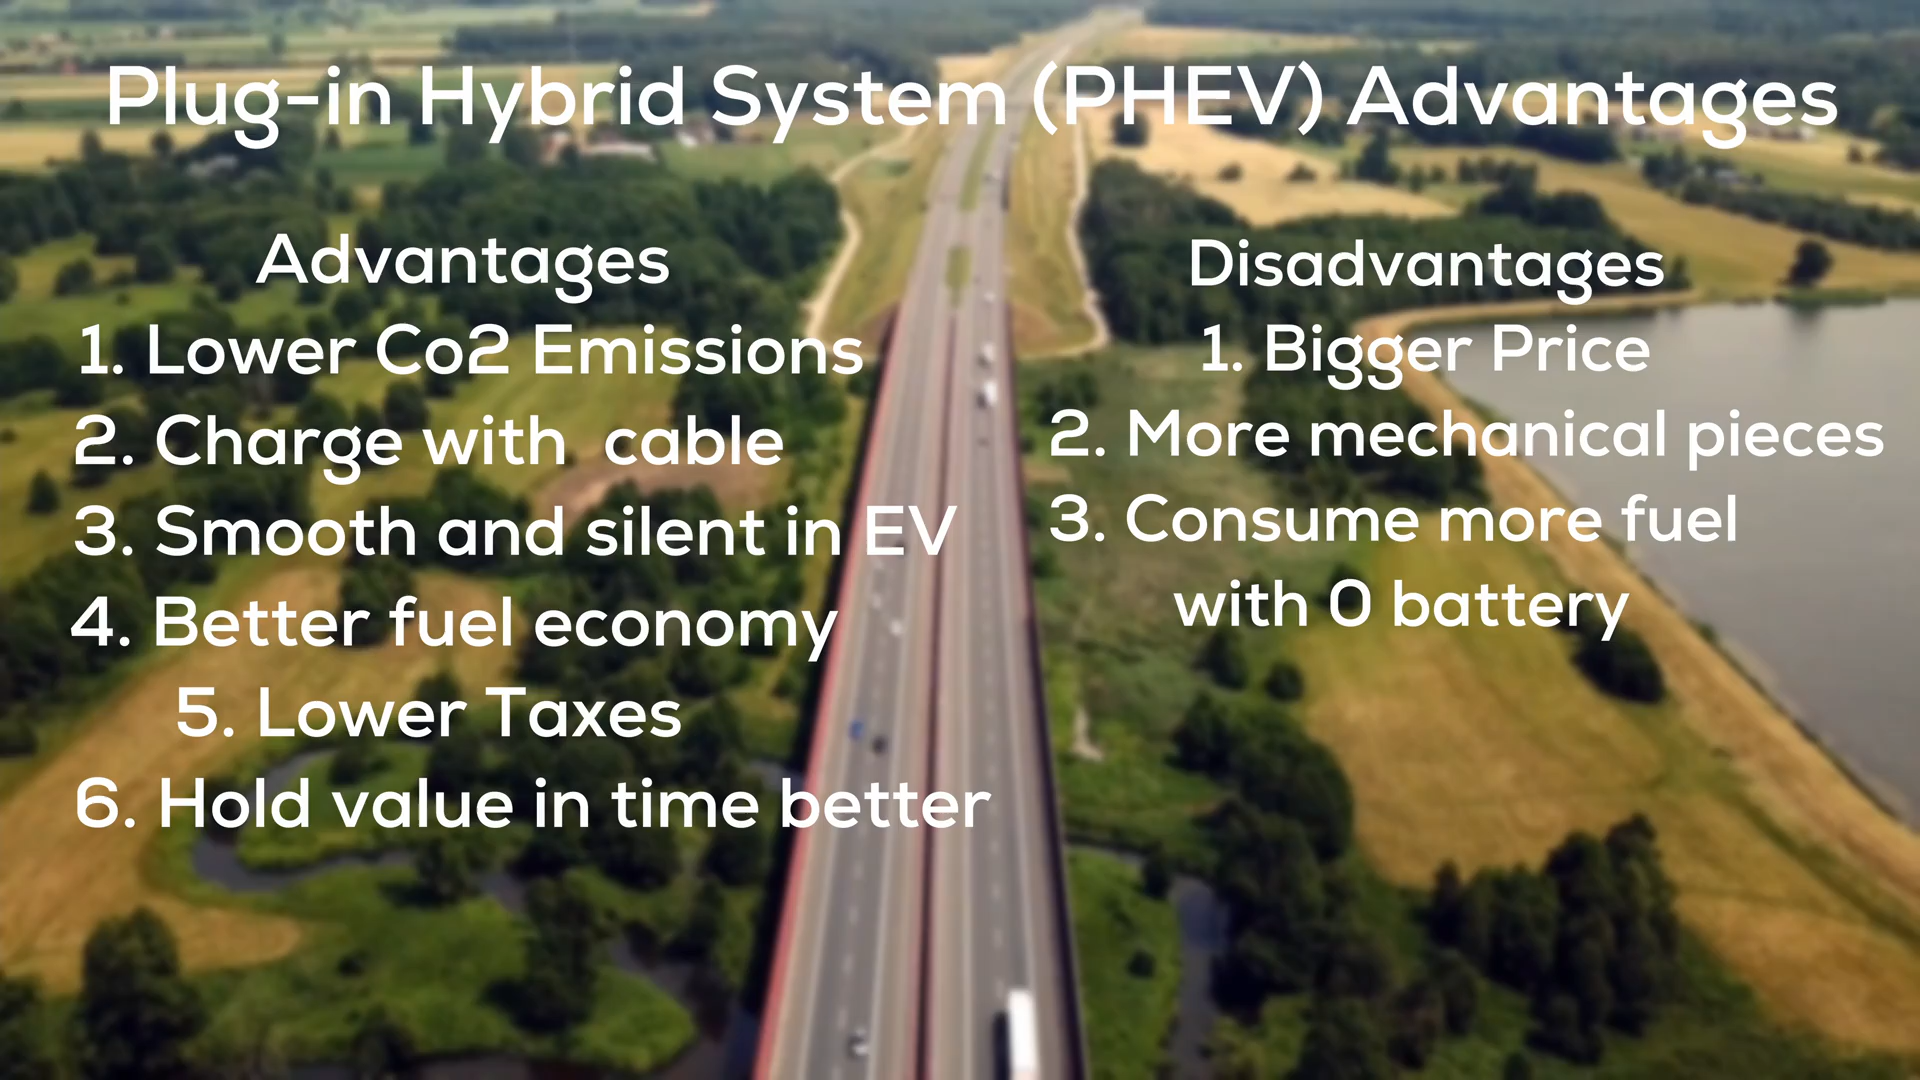 Plug-in Hybrid System (PHEV) Advantages
Advantages
1. Lower Co2 Emissions
2. Charge with  cable
3. Smooth and silent in EV
4. Better fuel economy
5. Lower Taxes
6. Hold value in time better
Disadvantages
1. Bigger Price
2. More mechanical pieces
3. Consume more fuel
with 0 battery